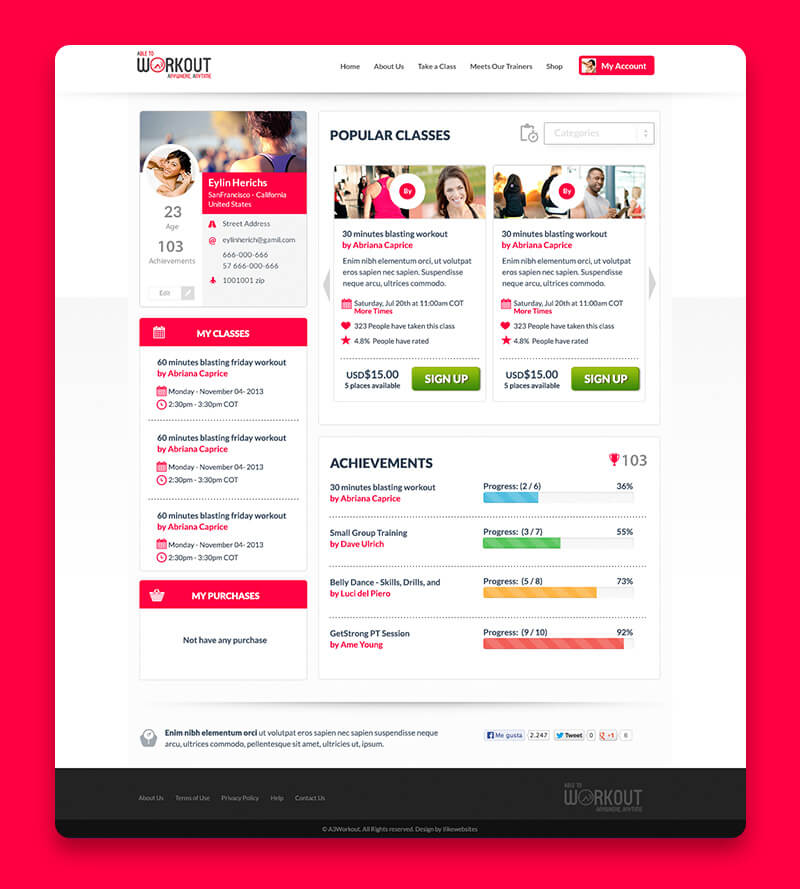 ABLE TO
WORKOUT
ANYWHERE, ANYTIME
Home
About Us
Take a Class
Meets Our Trainers
Shop
My Account
Eylin Herichs
SanFrancisco - California
United States
23
Age
103
Achievements
Edit
Street Address
eylinherich@gamil.com
666-000-666
57 666-000-666
1001001 zip
MY CLASSES
60 minutes blasting friday workout
by Abriana Caprice
Monday - November 04- 2013
2:30pm - 3:30pm COT
60 minutes blasting friday workout
by Abriana Caprice
Monday - November 04- 2013
2:30pm - 3:30pm COT
60 minutes blasting friday workout
by Abriana Caprice
Monday - November 04- 2013
2:30pm - 3:30pm COT
MY PURCHASES
Not have any purchase
POPULAR CLASSES
Categories
By
30 minutes blasting workout
by Abriana Caprice
Enim nibh elementum orci, ut volutpat
eros sapien nec sapien. Suspendisse
neque arcu, ultrices commodo.
Saturday, Jul 20th at 11:00am COT
More Times
323 People have taken this class
4.8% People have rated
USD$15.00
5 places available
SIGN UP
By
30 minutes blasting workout
by Abriana Caprice
Enim nibh elementum orci, ut volutpat
eros sapien nec sapien. Suspendisse
neque arcu, ultrices commodo.
Saturday, Jul 20th at 11:00am COT
More Times
323 People have taken this class
4.8% People have rated
USD$15.00
5 places available
SIGN UP
ACHIEVEMENTS
103
30 minutes blasting workout
by Abriana Caprice
Progress: (2 / 6)
36%
Small Group Training
by Dave Ulrich
Progress: (3 / 7)
55%
Belly Dance - Skills, Drills, and
by Luci del Piero
Progress: (5 / 8)
73%
GetStrong PT Session
by Ame Young
Progress: (9 / 10)
92%
Enim nibh elementum orci ut volutpat eros sapien nec sapien suspendisse neque
arcu, ultrices commodo, pellentesque sit amet, ultricies ut, ipsum.
Me gusta
2.247
Tweet
0
+1
6
About Us
Terms of Use
Privacy Policy
Help
Contact Us
ABLE TO
WORKOUT
ANYWHERE, ANYTIME
© A3Workout. All Rights reserved. Design by ilikewebsites